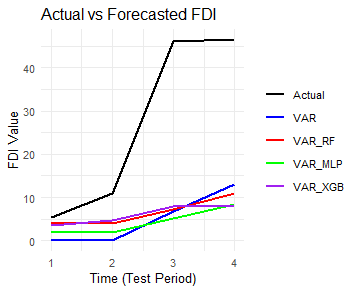 Actual vs Forecasted FDI
FDI Value
40
30
20
10
0
1 2 3 4
Time (Test Period)
Actual
VAR
VAR_RF
VAR_MLP
VAR_XGB